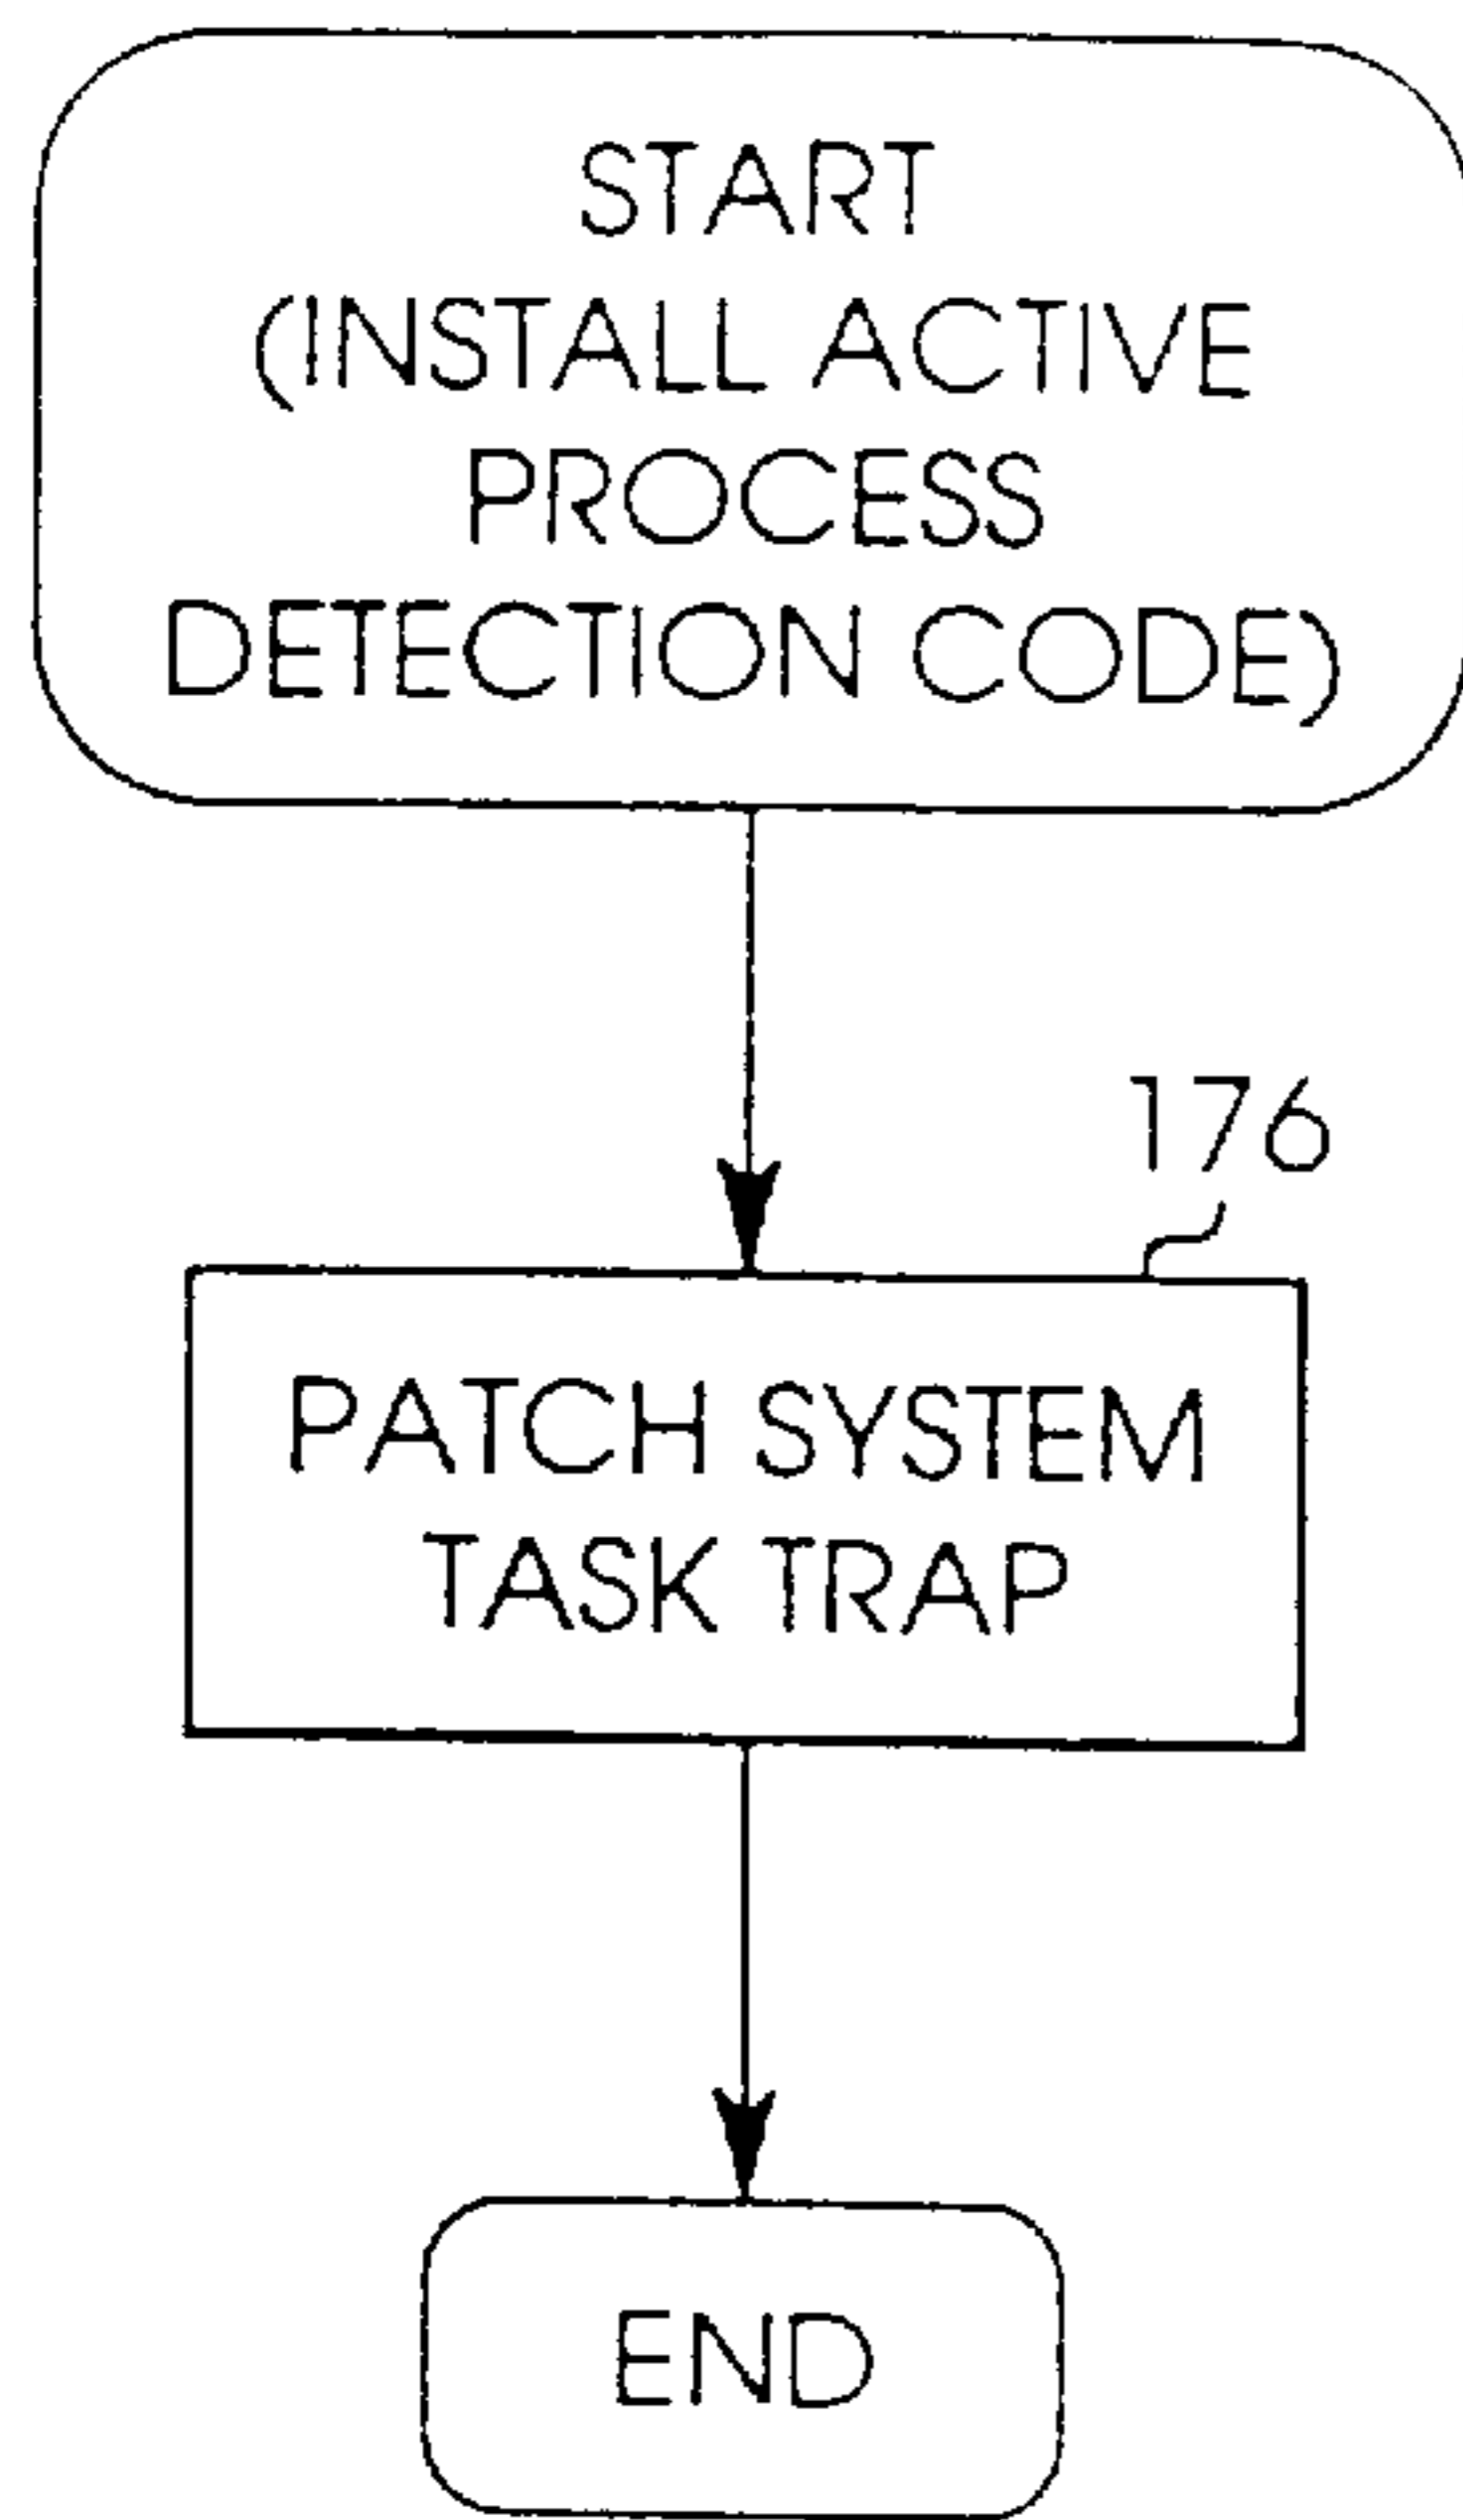 START
(INSTALL ACTIVE
PROCESS
DETECTION CODE)
176
PATCH SYSTEM
TASK TRAP
END